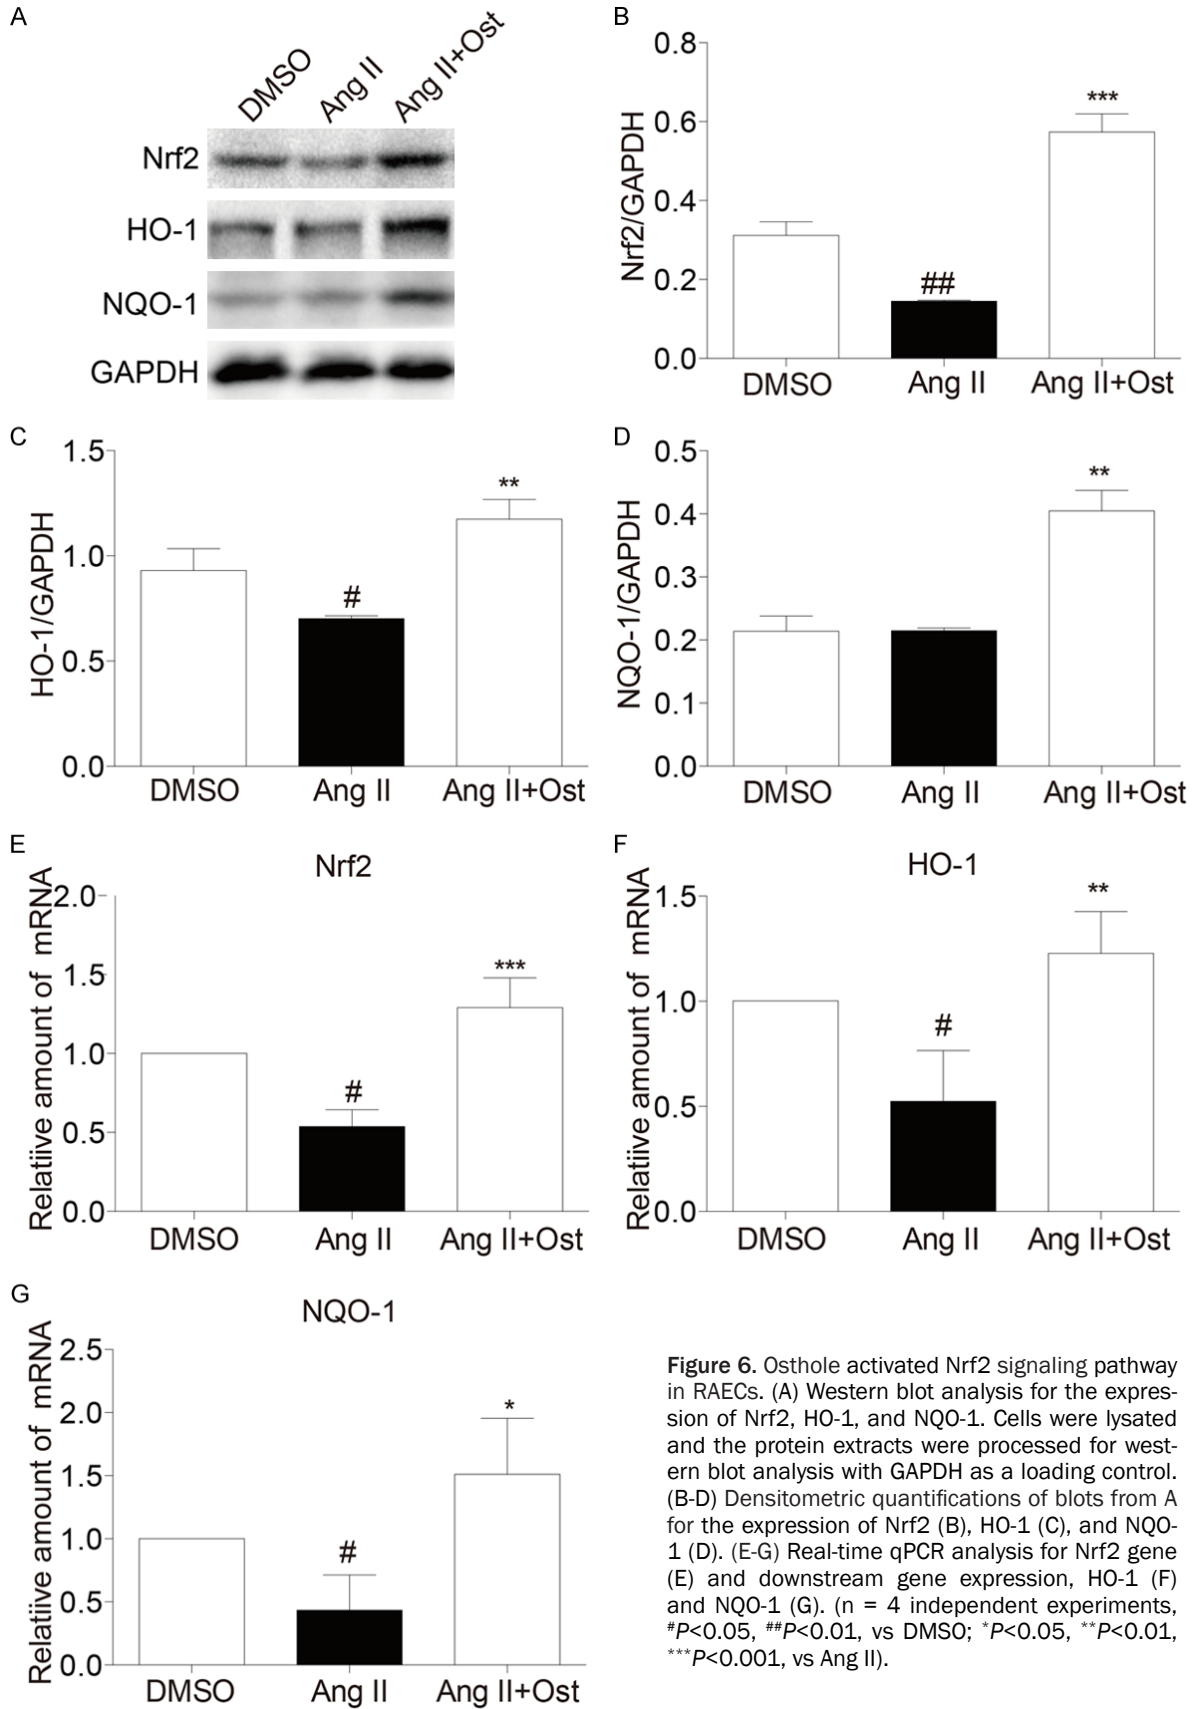 A
DMSO
Ang II
Ang II+Ost
Nrf2
HO-1
NQO-1
GAPDH
B
Nrf2/GAPDH
0.8
0.6
0.4
0.2
0.0
***
##
DMSO
Ang II
Ang II+Ost
C
HO-1/GAPDH
1.5
1.0
0.5
0.0
#
**
DMSO
Ang II
Ang II+Ost
D
NQO-1/GAPDH
0.5
0.4
0.3
0.2
0.1
0.0
**
DMSO
Ang II
Ang II+Ost
E
Nrf2
Relatiive amount of mRNA
2.0
1.5
1.0
0.5
0.0
#
***
DMSO
Ang II
Ang II+Ost
F
HO-1
Relatiive amount of mRNA
1.5
1.0
0.5
0.0
#
**
DMSO
Ang II
Ang II+Ost
G
NQO-1
Relatiive amount of mRNA
2.5
2.0
1.5
1.0
0.5
0.0
#
*
DMSO
Ang II
Ang II+Ost
Figure 6. Osthole activated Nrf2 signaling pathway
in RAECs. (A) Western blot analysis for the expres-
sion of Nrf2, HO-1, and NQO-1. Cells were lysated
and the protein extracts were processed for west-
ern blot analysis with GAPDH as a loading control.
(B-D) Densitometric quantifications of blots from A
for the expression of Nrf2 (B), HO-1 (C), and NQO-
1 (D). (E-G) Real-time qPCR analysis for Nrf2 gene
(E) and downstream gene expression, HO-1 (F)
and NQO-1 (G). (n = 4 independent experiments,
#P<0.05, ##P<0.01, vs DMSO; *P<0.05, **P<0.01,
***P<0.001, vs Ang II).